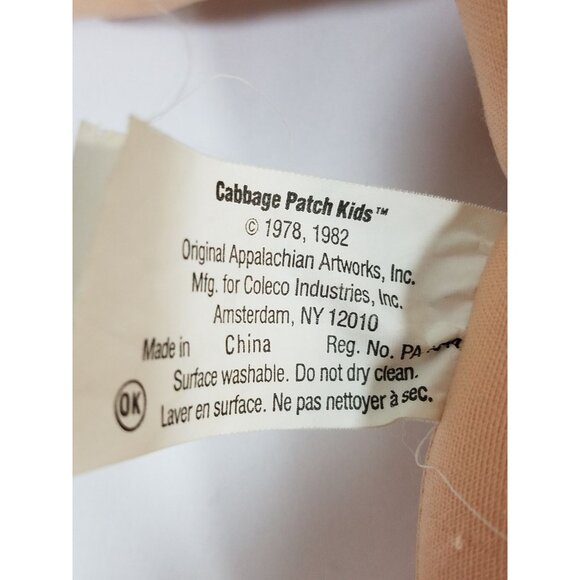 Cabbage Patch Kids™
© 1978, 1982
Original Appalachian Artworks, Inc.
Mfg. for Coleco Industries, Inc.
Amsterdam, NY 12010
Made in China Reg. No. PA
Surface washable. Do not dry clean.
OK Laver en surface. Ne pas nettoyer à sec.